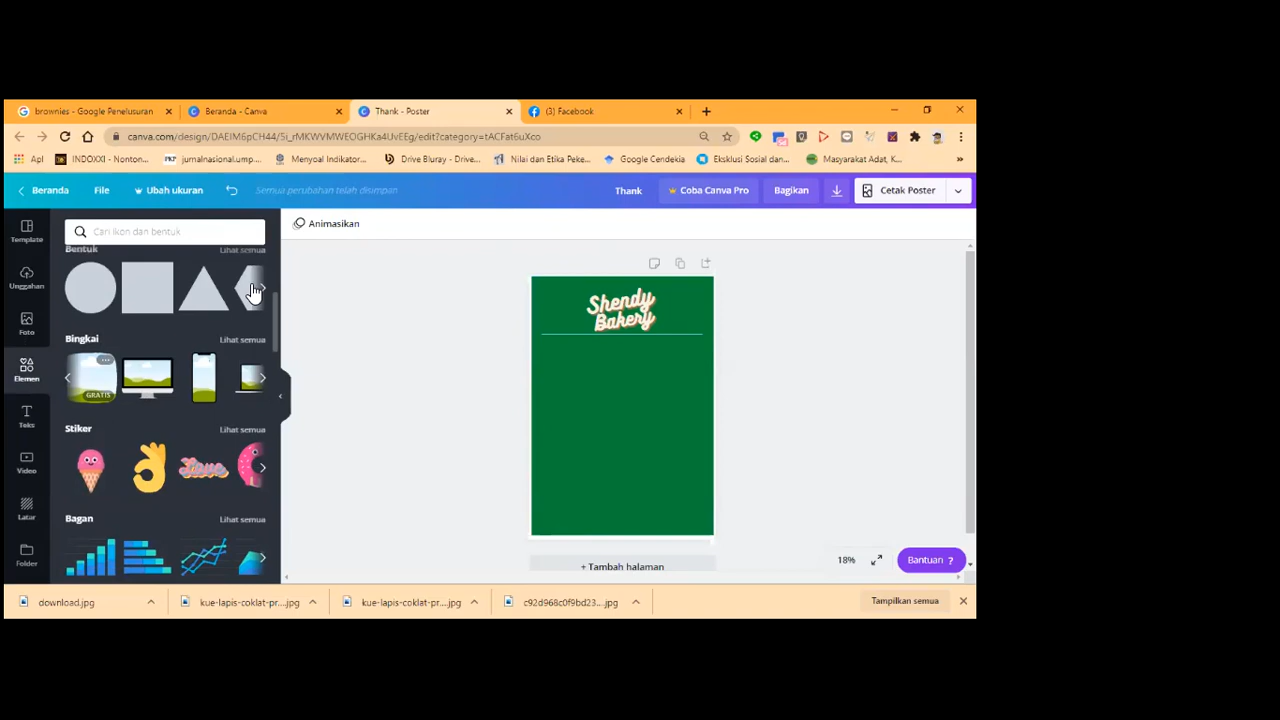 brownies - Google Penelusuran
Beranda - Canva
Thank - Poster
(3) Facebook
canva.com/design/DAEIM6pCH44/5i_rMKWVMWEOGHKa4UvEEg/edit?category=tACFat6uXco
Apl
INDOXXI - Nonton...
jurnalnasional.ump....
Menyoal Indikator...
Drive Bluray - Drive...
Nilai dan Etika Peke...
Google Cendekia
Eksklusi Sosial dan...
Masyarakat Adat, K...
Beranda
File
Ubah ukuran
Semua perubahan telah disimpan
Thank
Coba Canva Pro
Bagikan
Cetak Poster
Template
Unggahan
Foto
Elemen
Teks
Video
Latar
Folder
Cari ikon dan bentuk
Animasikan
Bentuk
Lihat semua
Bingkai
Lihat semua
GRATIS
Stiker
Lihat semua
Love
Bagan
Lihat semua
Shendy
Bakery
+ Tambah halaman
18%
Bantuan ?
download.jpg
kue-lapis-coklat-pr....jpg
kue-lapis-coklat-pr....jpg
c92d968c0f9bd23....jpg
Tampilkan semua